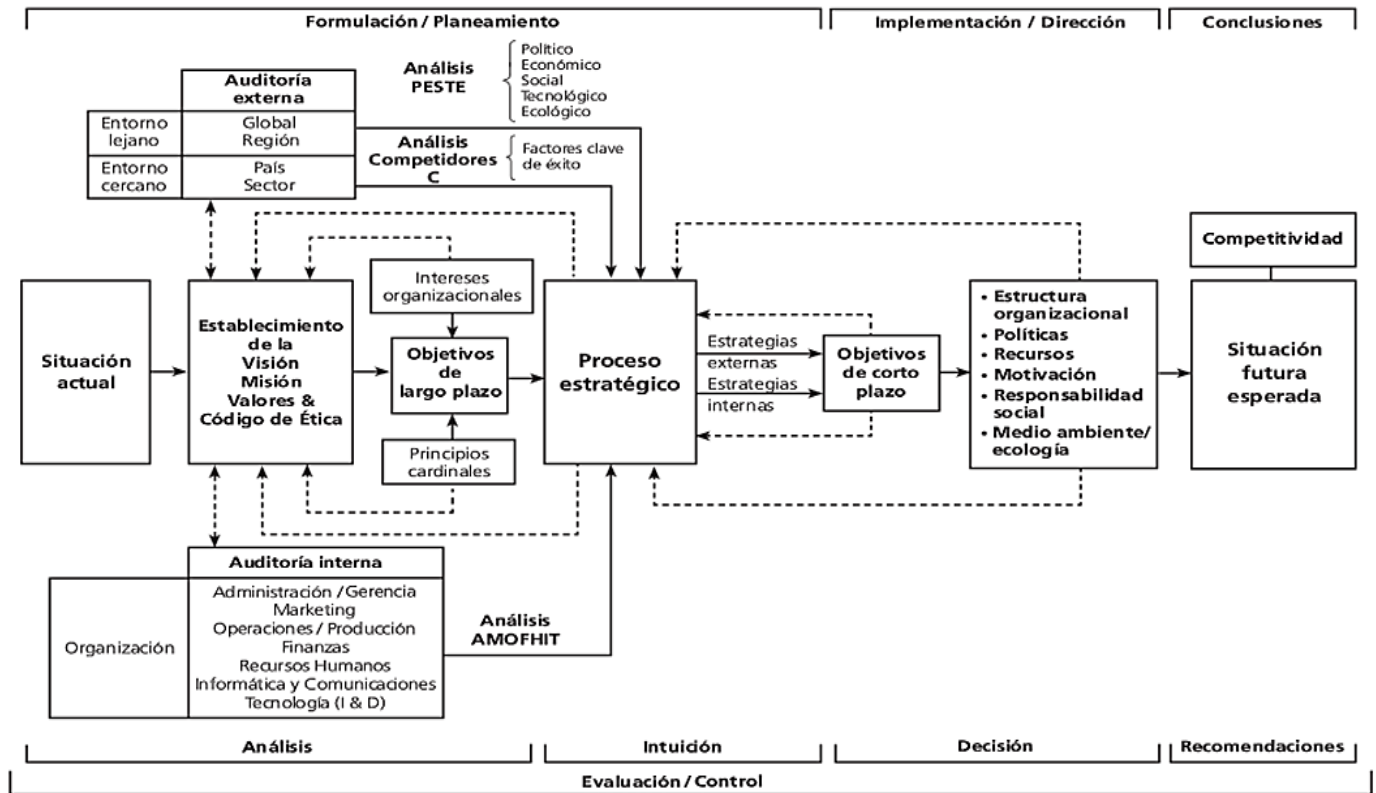 Formulación / Planeamiento
Implementación / Dirección
Conclusiones
Auditoría
externa
Entorno
lejano
Global
Región
Entorno
cercano
País
Sector
Análisis
PESTE
Político
Económico
Social
Tecnológico
Ecológico
Análisis
Competidores
C
Factores clave
de éxito
Situación
actual
Establecimiento
de la
Visión
Misión
Valores &
Código de Ética
Intereses
organizacionales
Objetivos
de
largo plazo
Principios
cardinales
Proceso
estratégico
Estrategias
externas
Estrategias
internas
Objetivos
de corto
plazo
• Estructura
organizacional
• Políticas
• Recursos
• Motivación
• Responsabilidad
social
• Medio ambiente/
ecología
Competitividad
Situación
futura
esperada
Auditoría interna
Organización
Administración / Gerencia
Marketing
Operaciones / Producción
Finanzas
Recursos Humanos
Informática y Comunicaciones
Tecnología (I & D)
Análisis
AMOFHIT
Análisis
Intuición
Decisión
Recomendaciones
Evaluación / Control